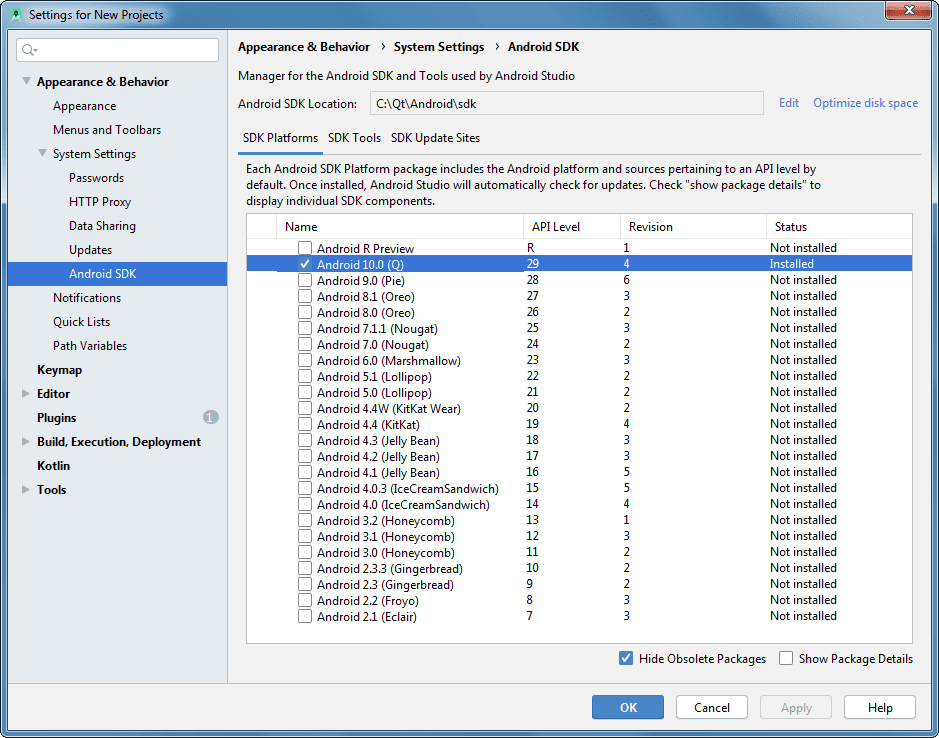 Settings for New Projects
Appearance & Behavior
Appearance
Menus and Toolbars
System Settings
Passwords
HTTP Proxy
Data Sharing
Updates
Android SDK
Notifications
Quick Lists
Path Variables
Keymap
Editor
Plugins 1
Build, Execution, Deployment
Kotlin
Tools
Appearance & Behavior › System Settings › Android SDK
Manager for the Android SDK and Tools used by Android Studio
Android SDK Location: C:\Qt\Android\sdk Edit Optimize disk space
SDK Platforms SDK Tools SDK Update Sites
Each Android SDK Platform package includes the Android platform and sources pertaining to an API level by
default. Once installed, Android Studio will automatically check for updates. Check "show package details" to
display individual SDK components.
Name API Level Revision Status
Android R Preview R 1 Not installed
Android 10.0 (Q) 29 4 Installed
Android 9.0 (Pie) 28 6 Not installed
Android 8.1 (Oreo) 27 3 Not installed
Android 8.0 (Oreo) 26 2 Not installed
Android 7.1.1 (Nougat) 25 3 Not installed
Android 7.0 (Nougat) 24 2 Not installed
Android 6.0 (Marshmallow) 23 3 Not installed
Android 5.1 (Lollipop) 22 2 Not installed
Android 5.0 (Lollipop) 21 2 Not installed
Android 4.4W (KitKat Wear) 20 2 Not installed
Android 4.4 (KitKat) 19 4 Not installed
Android 4.3 (Jelly Bean) 18 3 Not installed
Android 4.2 (Jelly Bean) 17 3 Not installed
Android 4.1 (Jelly Bean) 16 5 Not installed
Android 4.0.3 (IceCreamSandwich) 15 5 Not installed
Android 4.0 (IceCreamSandwich) 14 4 Not installed
Android 3.2 (Honeycomb) 13 1 Not installed
Android 3.1 (Honeycomb) 12 3 Not installed
Android 3.0 (Honeycomb) 11 2 Not installed
Android 2.3.3 (Gingerbread) 10 2 Not installed
Android 2.3 (Gingerbread) 9 2 Not installed
Android 2.2 (Froyo) 8 3 Not installed
Android 2.1 (Eclair) 7 3 Not installed
Hide Obsolete Packages Show Package Details
OK Cancel Apply Help